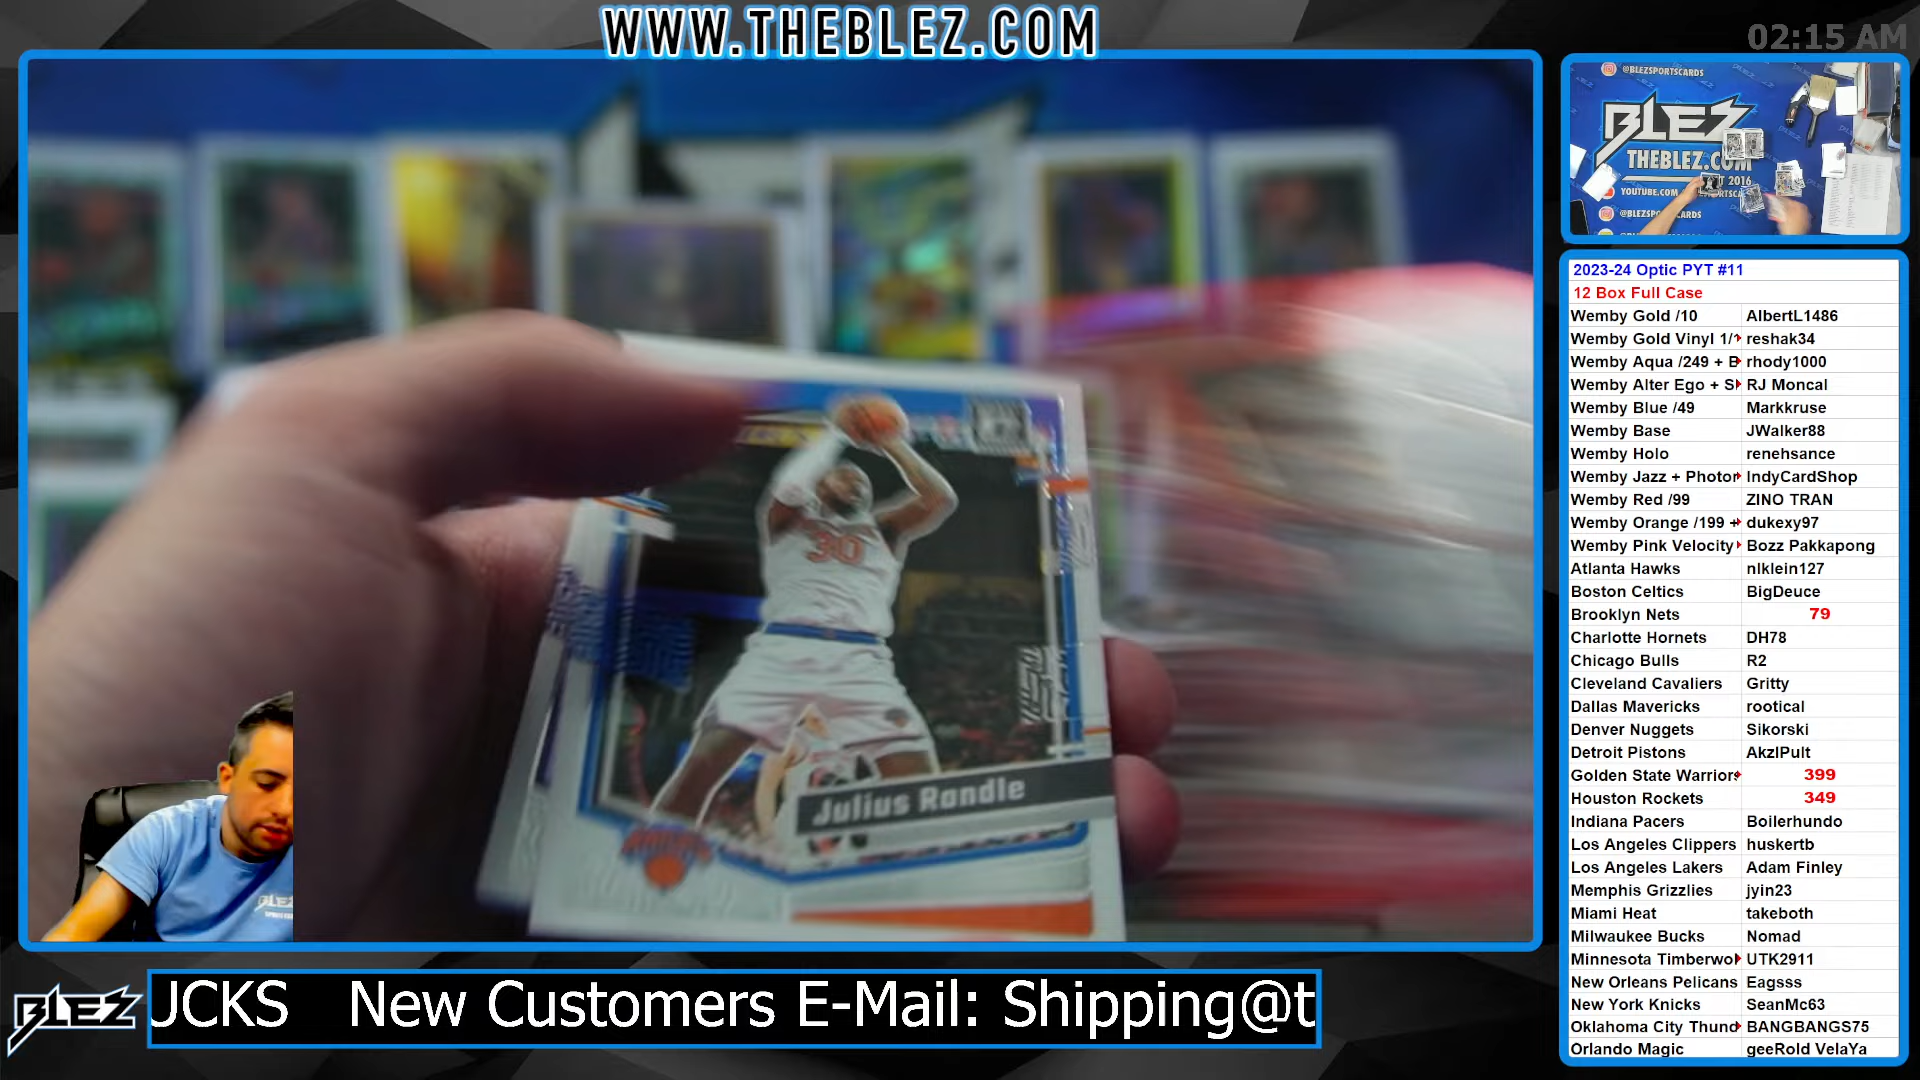 WWW.THEBLEZ.COM
02:15 AM
@BLEZSPORTSCARDS
BLEZ
THEBLEZ.COM
2016
YOUTUBE.COM
30
Julius Randle
2023-24 Optic PYT #11
12 Box Full Case
Wemby Gold /10 AlbertL1486
Wemby Gold Vinyl 1/ reshak34
Wemby Aqua /249 + B rhody1000
Wemby Alter Ego + S RJ Moncal
Wemby Blue /49 Markkruse
Wemby Base JWalker88
Wemby Holo renehsance
Wemby Jazz + Photor IndyCardShop
Wemby Red /99 ZINO TRAN
Wemby Orange /199 + dukexy97
Wemby Pink Velocity Bozz Pakkapong
Atlanta Hawks nlklein127
Boston Celtics BigDeuce
Brooklyn Nets 79
Charlotte Hornets DH78
Chicago Bulls R2
Cleveland Cavaliers Gritty
Dallas Mavericks rootical
Denver Nuggets Sikorski
Detroit Pistons AkzIPult
Golden State Warriors 399
Houston Rockets 349
Indiana Pacers Boilerhundo
Los Angeles Clippers huskertb
Los Angeles Lakers Adam Finley
Memphis Grizzlies jyin23
Miami Heat takeboth
Milwaukee Bucks Nomad
Minnesota Timberwol UTK2911
New Orleans Pelicans Eagsss
New York Knicks SeanMc63
Oklahoma City Thund BANGBANGS75
Orlando Magic geeRold VelaYa
BLEZ
JCKS New Customers E-Mail: Shipping@t